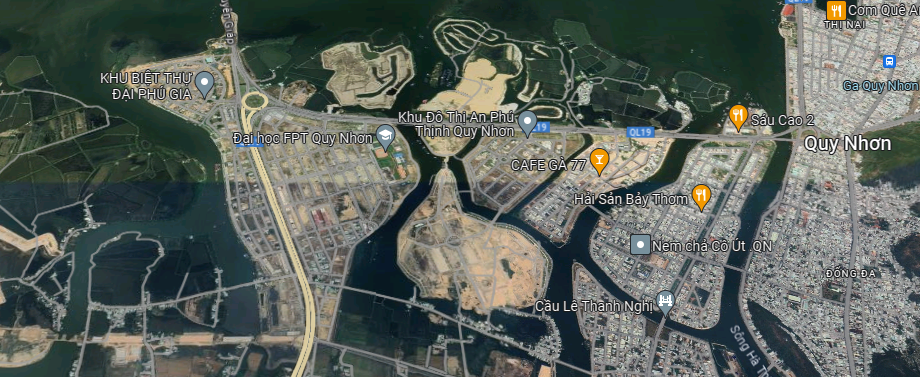 Cơm Quê An
THỊ NẠI
Ga Quy Nhơn
KHU BIỆT THỰ
ĐẠI PHÚ GIA
Khu Đô Thị An Phú
Thịnh Quy Nhơn
QL19
Sáu Cao 2
QL19
Đại học FPT Quy Nhơn
Quy Nhơn
CAFE GÀ 77
Hải Sản Bảy Thơm
Nem chả Cô Út .QN
ĐỐNG ĐA
Cầu Lê Thanh Nghị
Sông Hà